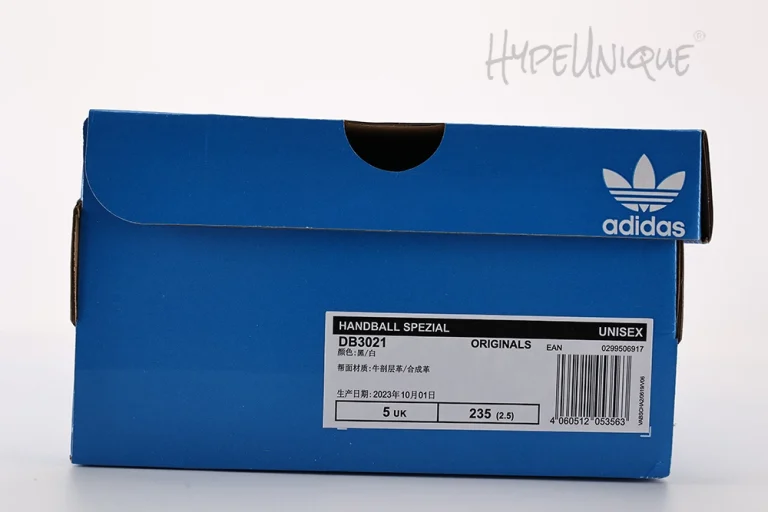 HYPEUNIQUE®
adidas
HANDBALL SPEZIAL UNISEX
DB3021 ORIGINALS EAN 0299506917
颜色:黑/白
帮面材质:牛剖层革/合成革
生产日期:2023年10月01日
5 UK 235 (2.5)
4 060512 053563